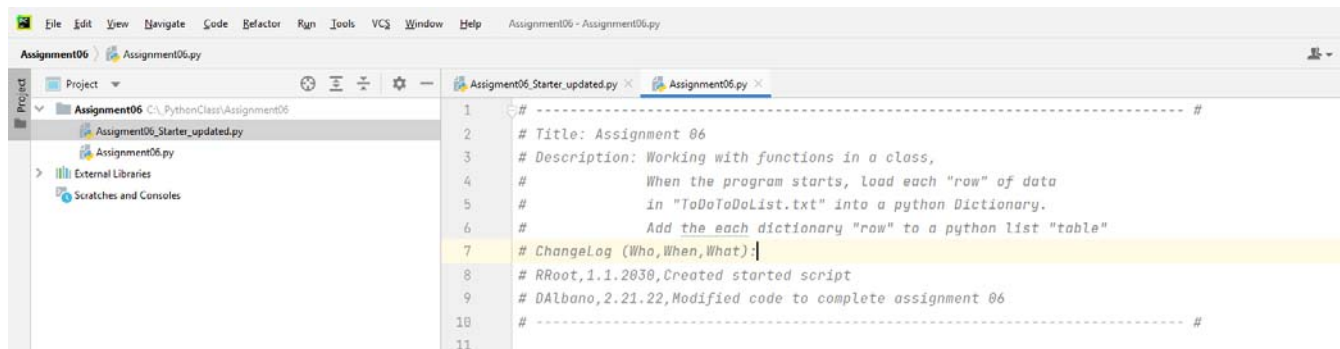 File Edit View Navigate Code Refactor Run Tools VCS Window Help Assignment06 - Assignment06.py
Assignment06 Assignment06.py
Project
Project
Assignment06 C:\_PythonClass\Assignment06
Assigment06_Starter_updated.py
Assignment06.py
External Libraries
Scratches and Consoles
Assigment06_Starter_updated.py Assignment06.py
1 # ---------------------------------------------------------------------------- #
2 # Title: Assignment 06
3 # Description: Working with functions in a class,
4 # When the program starts, load each "row" of data
5 # in "ToDoToDoList.txt" into a python Dictionary.
6 # Add the each dictionary "row" to a python list "table"
7 # ChangeLog (Who,When,What):
8 # RRoot,1.1.2030,Created started script
9 # DAlbano,2.21.22,Modified code to complete assignment 06
10 # ---------------------------------------------------------------------------- #
11